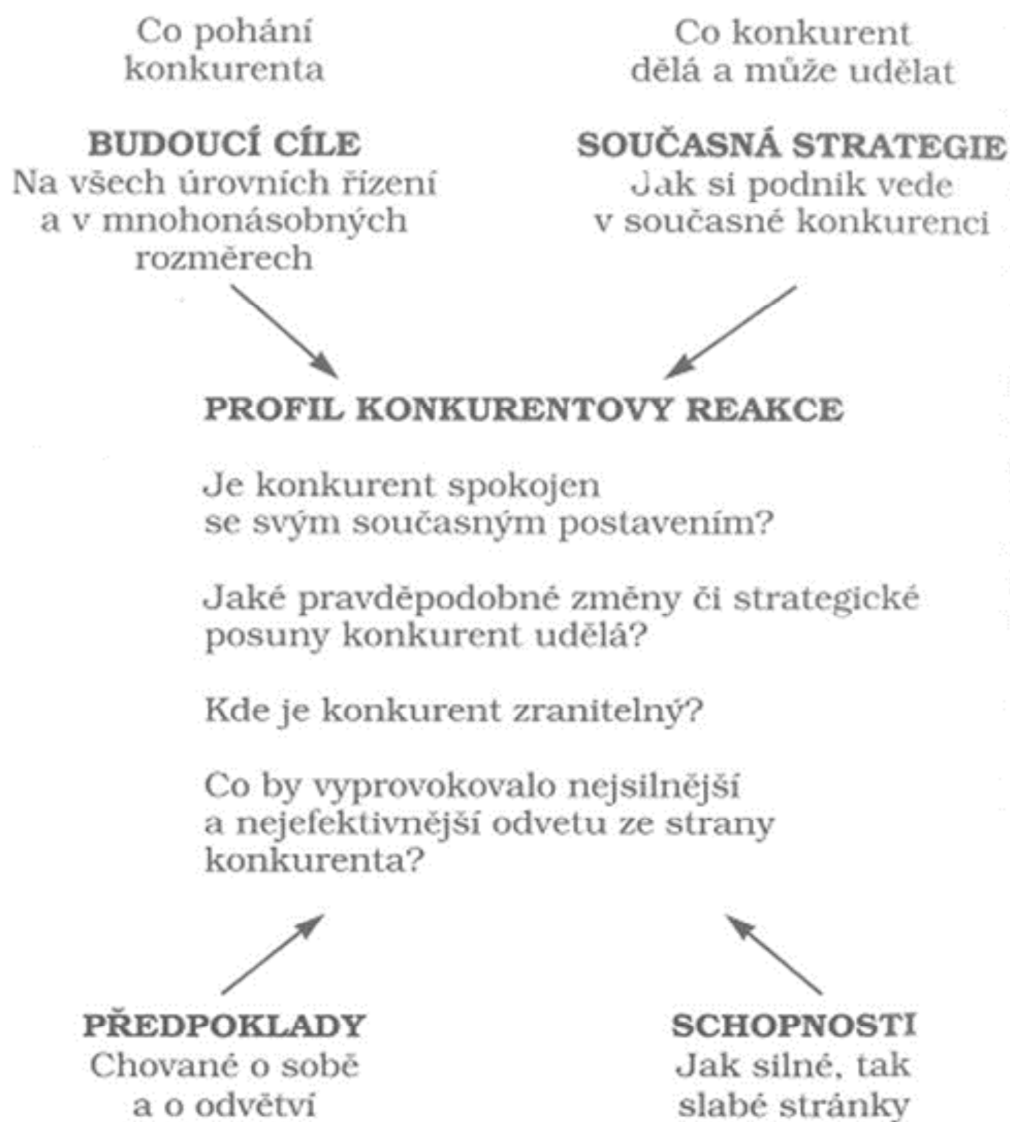 Co pohání
konkurenta
BUDOUCÍ CÍLE
Na všech úrovních řízení
a v mnohonásobných
rozměrech
Co konkurent
dělá a může udělat
SOUČASNÁ STRATEGIE
Jak si podnik vede
v současné konkurenci
PROFIL KONKURENTOVY REAKCE
Je konkurent spokojen
se svým současným postavením?
Jaké pravděpodobné změny či strategické
posuny konkurent udělá?
Kde je konkurent zranitelný?
Co by vyprovokovalo nejsilnější
a nejefektivnější odvetu ze strany
konkurenta?
PŘEDPOKLADY
Chované o sobě
a o odvětví
SCHOPNOSTI
Jak silné, tak
slabé stránky